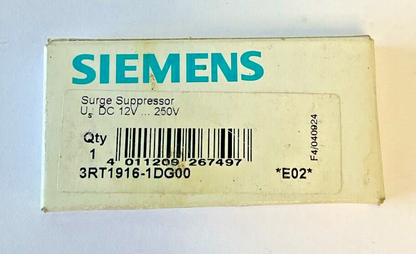 SIEMENS
Surge Suppressor
Us DC 12V ... 250V
Qty
1
4 011209 267497
3RT1916-1DG00 *E02*
F4/040924